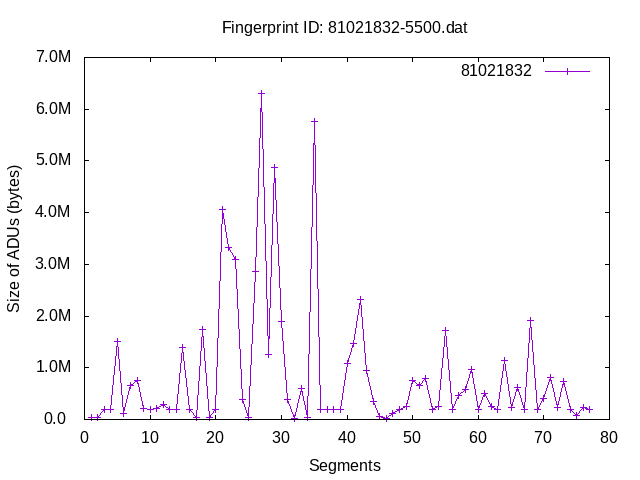 Fingerprint ID: 81021832-5500.dat
81021832
7.0M
6.0M
5.0M
4.0M
3.0M
2.0M
1.0M
0.0
Size of ADUs (bytes)
0 10 20 30 40 50 60 70 80
Segments